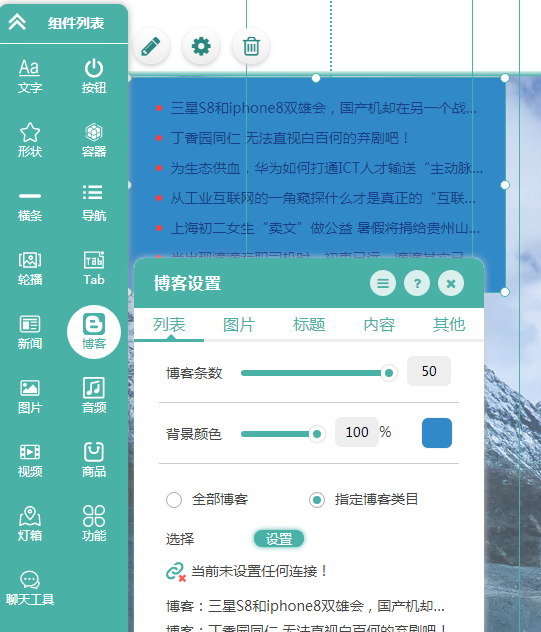 组件列表
Aa
文字
按钮
形状
容器
横条
导航
轮播
Tab
Tab
新闻
博客
图片
音频
视频
商品
灯箱
功能
聊天工具
三星S8和iphone8双雄会，国产机却在另一个战...
丁香园同仁 无法直视白百何的弃剧吧！
为生态供血，华为如何打通ICT人才输送“主动脉...
从工业互联网的一角窥探什么才是真正的“互联...
上海初二女生“卖文”做公益 暑假将捐给贵州山...
博客设置
列表 图片 标题 内容 其他
博客条数 50
背景颜色 100 %
全部博客 指定博客类目
选择 设置
当前未设置任何连接！
博客：三星S8和iphone8双雄会，国产机却...
博客：丁香园同仁 无法直视白百何的弃剧吧！